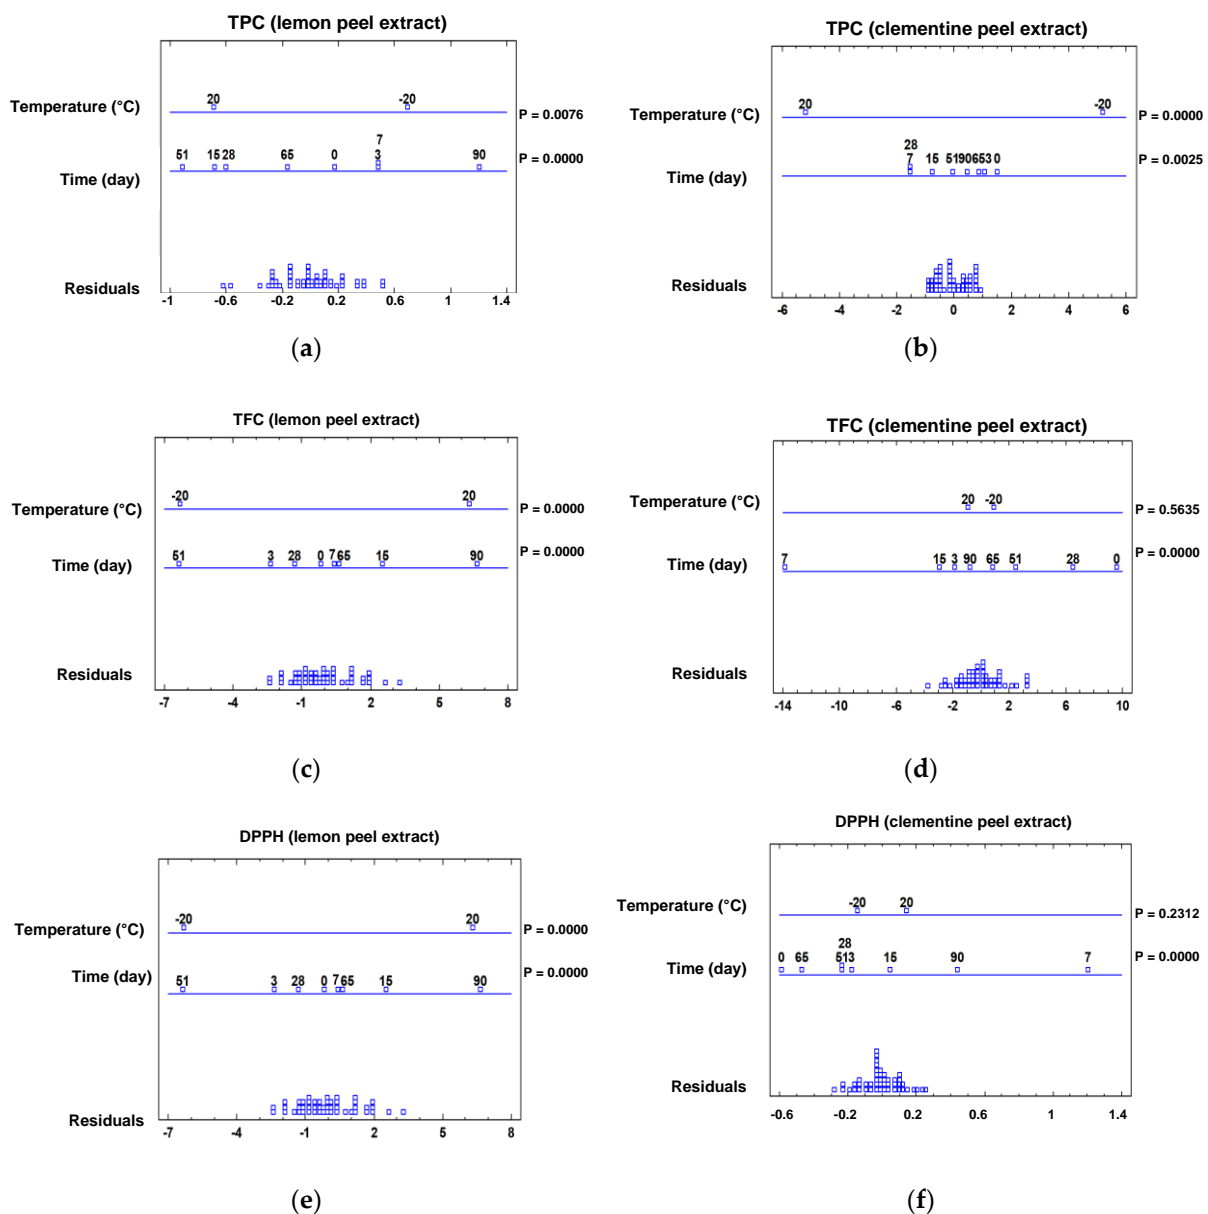 TPC (lemon peel extract)
Temperature (°C)
20 -20
P = 0.0076
7
51 15 28 65 0 3 90
P = 0.0000
Time (day)
Residuals
-1 -0.6 -0.2 0.2 0.6 1 1.4
(a)
TPC (clementine peel extract)
Temperature (°C)
20 -20
P = 0.0000
28
7 15 51 90 65 3 0
P = 0.0025
Time (day)
Residuals
-6 -4 -2 0 2 4 6
(b)
TFC (lemon peel extract)
Temperature (°C)
-20 20
P = 0.0000
51 3 28 0 7 65 15 90
P = 0.0000
Time (day)
Residuals
-7 -4 -1 2 5 8
(c)
TFC (clementine peel extract)
Temperature (°C)
20 -20
P = 0.5635
7 15 3 90 65 51 28 0
P = 0.0000
Time (day)
Residuals
-14 -10 -6 -2 2 6 10
(d)
DPPH (lemon peel extract)
Temperature (°C)
-20 20
P = 0.0000
51 3 28 0 7 65 15 90
P = 0.0000
Time (day)
Residuals
-7 -4 -1 2 5 8
(e)
DPPH (clementine peel extract)
Temperature (°C)
-20 20
P = 0.2312
28
0 65 51 3 15 90 7
P = 0.0000
Time (day)
Residuals
-0.6 -0.2 0.2 0.6 1 1.4
(f)